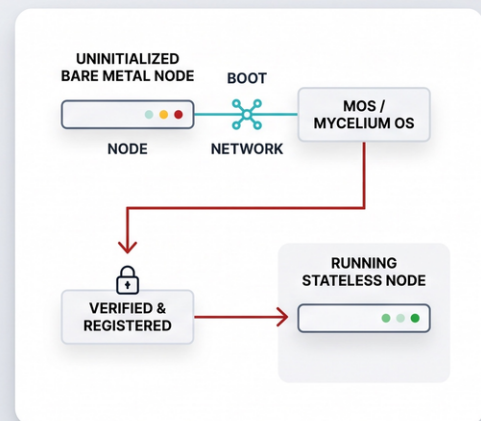 UNINITIALIZED
BARE METAL NODE
BOOT
NODE
NETWORK
MOS /
MYCELIUM OS
VERIFIED &
REGISTERED
RUNNING
STATELESS NODE